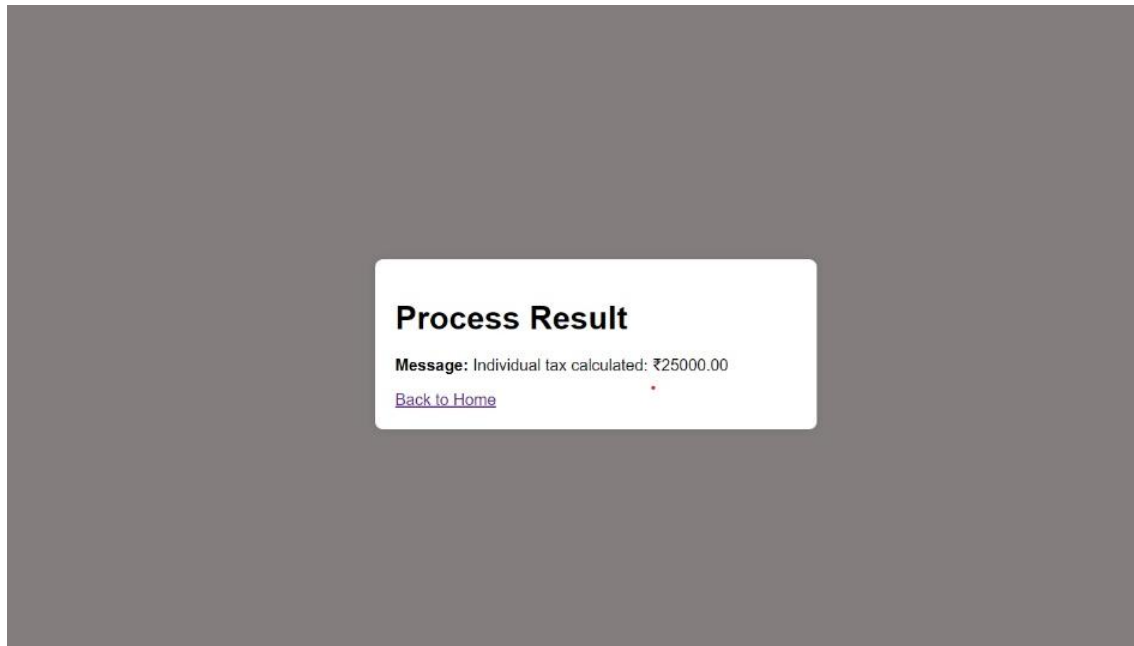 Process Result
Message: Individual tax calculated: ₹25000.00
Back to Home